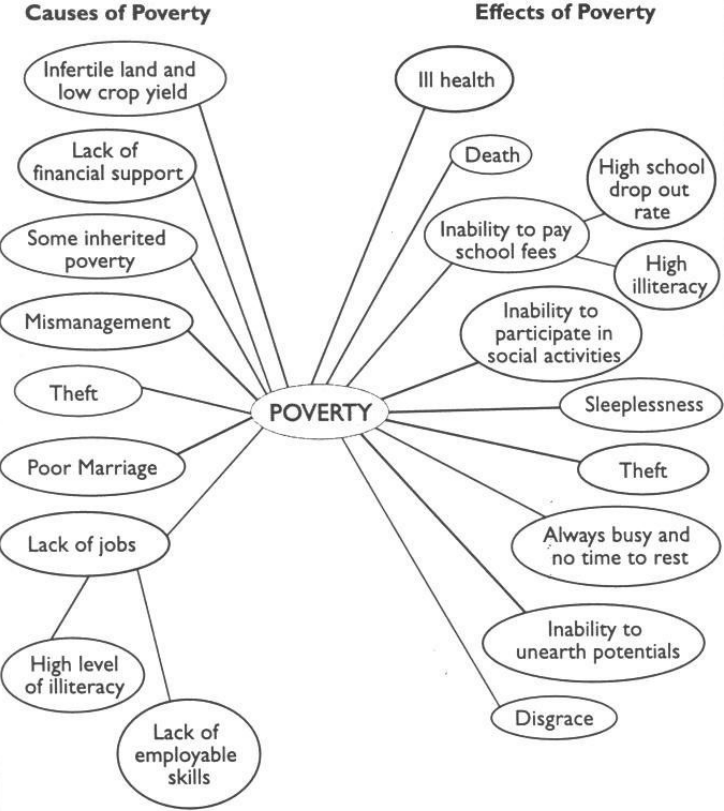 Causes of Poverty
Effects of Poverty
Infertile land and
low crop yield
Lack of
financial support
Some inherited
poverty
Mismanagement
Theft
Poor Marriage
Lack of jobs
High level
of illiteracy
Lack of
employable
skills
POVERTY
Ill health
Death
Inability to pay
school fees
High school
drop out
rate
High
illiteracy
Inability to
participate in
social activities
Sleeplessness
Theft
Always busy and
no time to rest
Inability to
unearth potentials
Disgrace